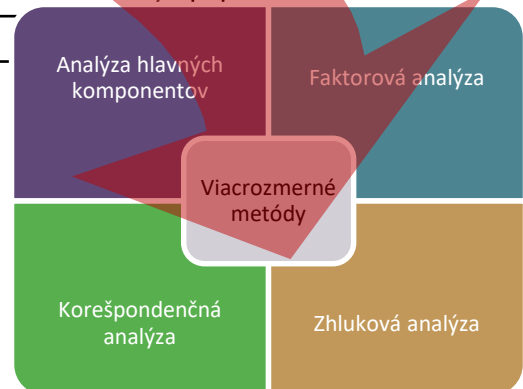 Analýza hlavných
komponentov
Faktorová analýza
Viacrozmerné
metódy
Korešpondenčná
analýza
Zhluková analýza